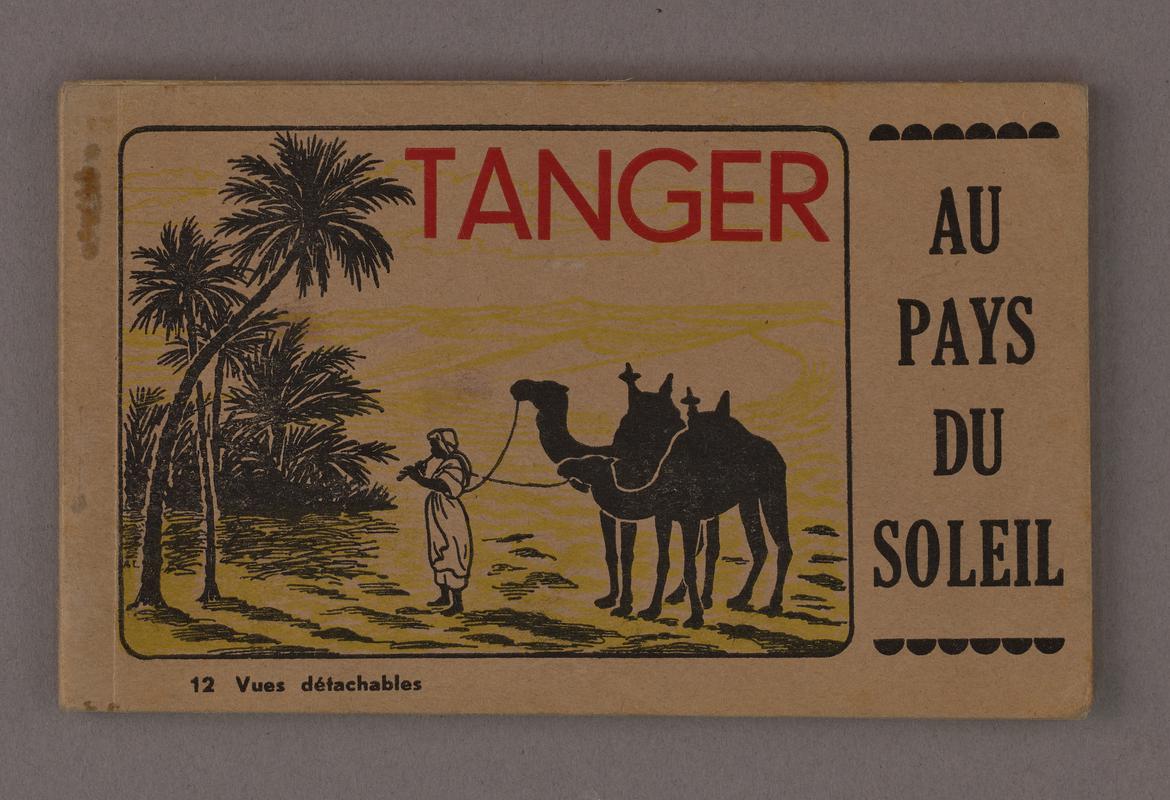 TANGER
AU
PAYS
DU
SOLEIL
12 Vues détachables